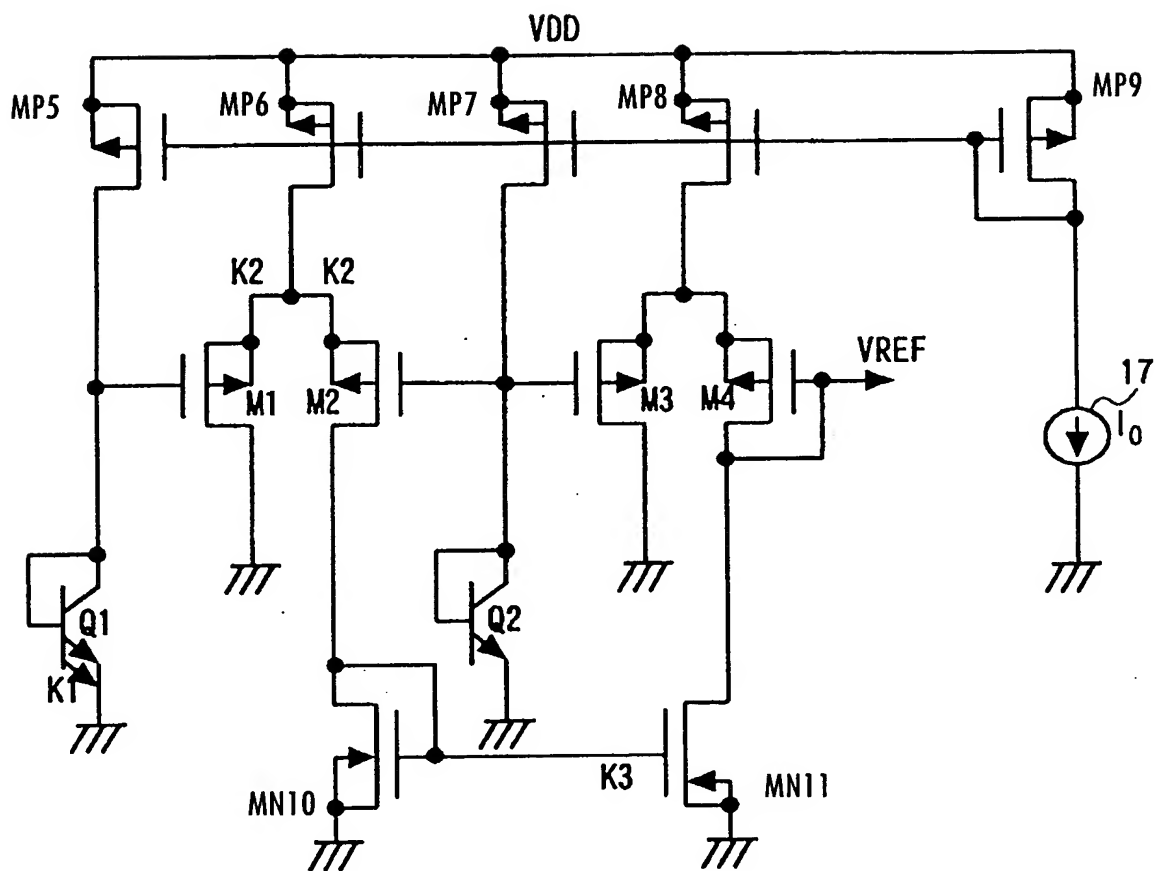 VDD
MP5 MP6 MP7 MP8 MP9
K2 K2
M1 M2 M3 M4 VREF
17
I0
Q1 Q2
K1
MN10 K3 MN11